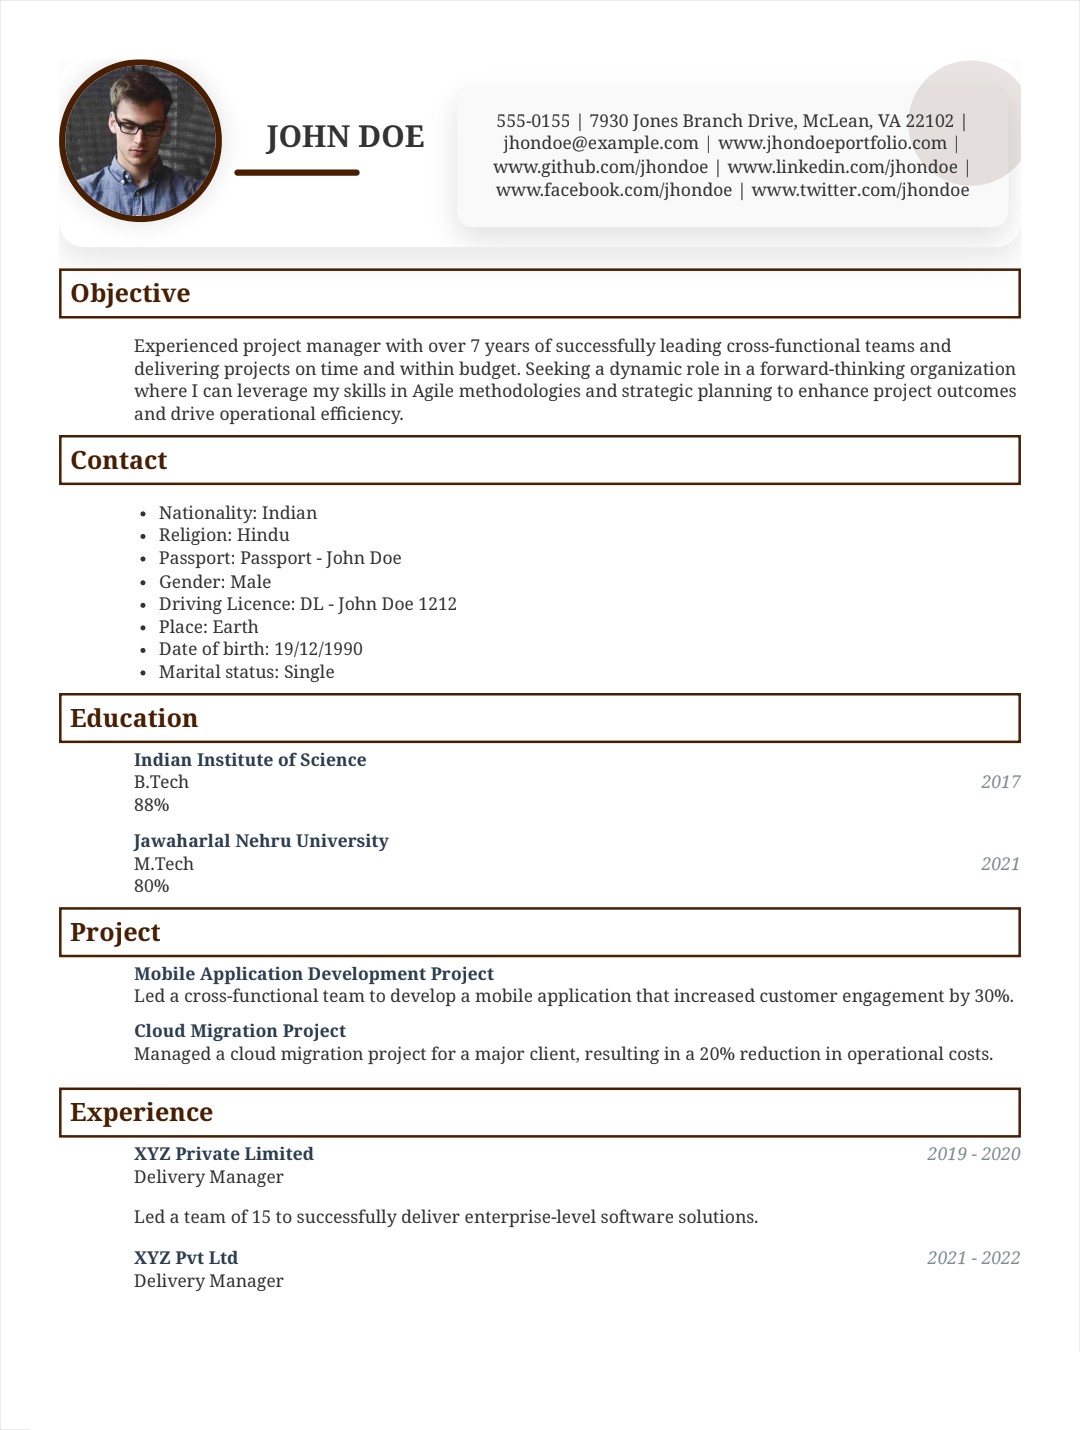 JOHN DOE
555-0155 | 7930 Jones Branch Drive, McLean, VA 22102 |
jhondoe@example.com | www.jhondoeportfolio.com |
www.github.com/jhondoe | www.linkedin.com/jhondoe |
www.facebook.com/jhondoe | www.twitter.com/jhondoe
Objective
Experienced project manager with over 7 years of successfully leading cross-functional teams and
delivering projects on time and within budget. Seeking a dynamic role in a forward-thinking organization
where I can leverage my skills in Agile methodologies and strategic planning to enhance project outcomes
and drive operational efficiency.
Contact
• Nationality: Indian
• Religion: Hindu
• Passport: Passport - John Doe
• Gender: Male
• Driving Licence: DL - John Doe 1212
• Place: Earth
• Date of birth: 19/12/1990
• Marital status: Single
Education
Indian Institute of Science
B.Tech 2017
88%
Jawaharlal Nehru University
M.Tech 2021
80%
Project
Mobile Application Development Project
Led a cross-functional team to develop a mobile application that increased customer engagement by 30%.
Cloud Migration Project
Managed a cloud migration project for a major client, resulting in a 20% reduction in operational costs.
Experience
XYZ Private Limited 2019 - 2020
Delivery Manager
Led a team of 15 to successfully deliver enterprise-level software solutions.
XYZ Pvt Ltd 2021 - 2022
Delivery Manager